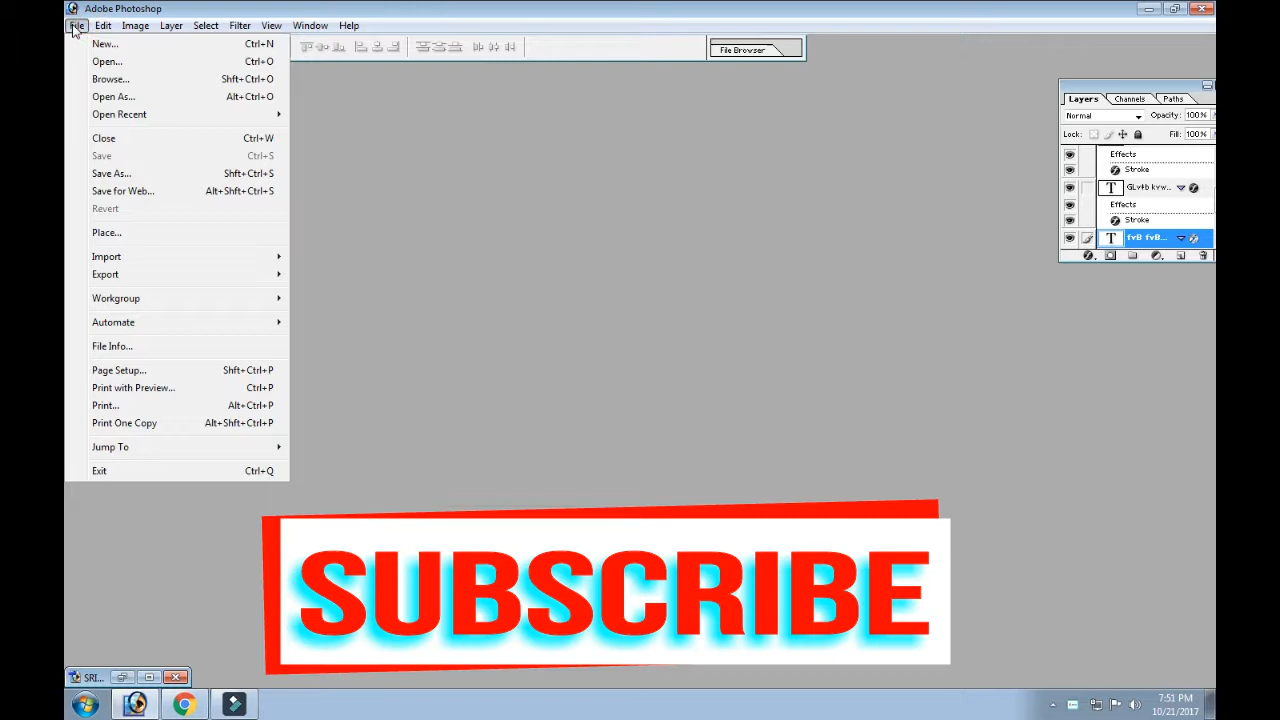 Adobe Photoshop
File Edit Image Layer Select Filter View Window Help
New... Ctrl+N
Open... Ctrl+O
Browse... Shft+Ctrl+O
Open As... Alt+Ctrl+O
Open Recent
Close Ctrl+W
Save Ctrl+S
Save As... Shft+Ctrl+S
Save for Web... Alt+Shft+Ctrl+S
Revert
Place...
Import
Export
Workgroup
Automate
File Info...
Page Setup... Shft+Ctrl+P
Print with Preview... Ctrl+P
Print... Alt+Ctrl+P
Print One Copy Alt+Shft+Ctrl+P
Jump To
Exit Ctrl+Q
File Browser
Layers Channels Paths
Normal Opacity: 100%
Lock: Fill: 100%
Effects
Stroke
T
Effects
Stroke
T fvB fvB...
SUBSCRIBE
SRI...
7:51 PM
10/21/2017